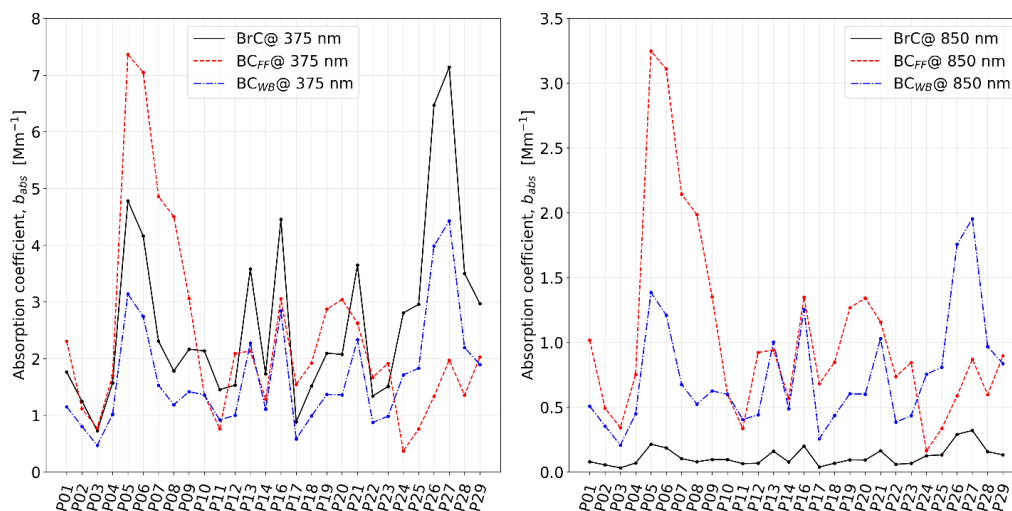 Absorption coefficient, b_abs [Mm⁻¹]
8
7
6
5
4
3
2
1
0
BrC@ 375 nm
BC_FF@ 375 nm
BC_WB@ 375 nm
P01 P02 P03 P04 P05 P06 P07 P08 P09 P10 P11 P12 P13 P14 P16 P17 P18 P19 P20 P21 P22 P23 P24 P25 P26 P27 P28 P29
Absorption coefficient, b_abs [Mm⁻¹]
3.5
3.0
2.5
2.0
1.5
1.0
0.5
0.0
BrC@ 850 nm
BC_FF@ 850 nm
BC_WB@ 850 nm
P01 P02 P03 P04 P05 P06 P07 P08 P09 P10 P11 P12 P13 P14 P16 P17 P18 P19 P20 P21 P22 P23 P24 P25 P26 P27 P28 P29